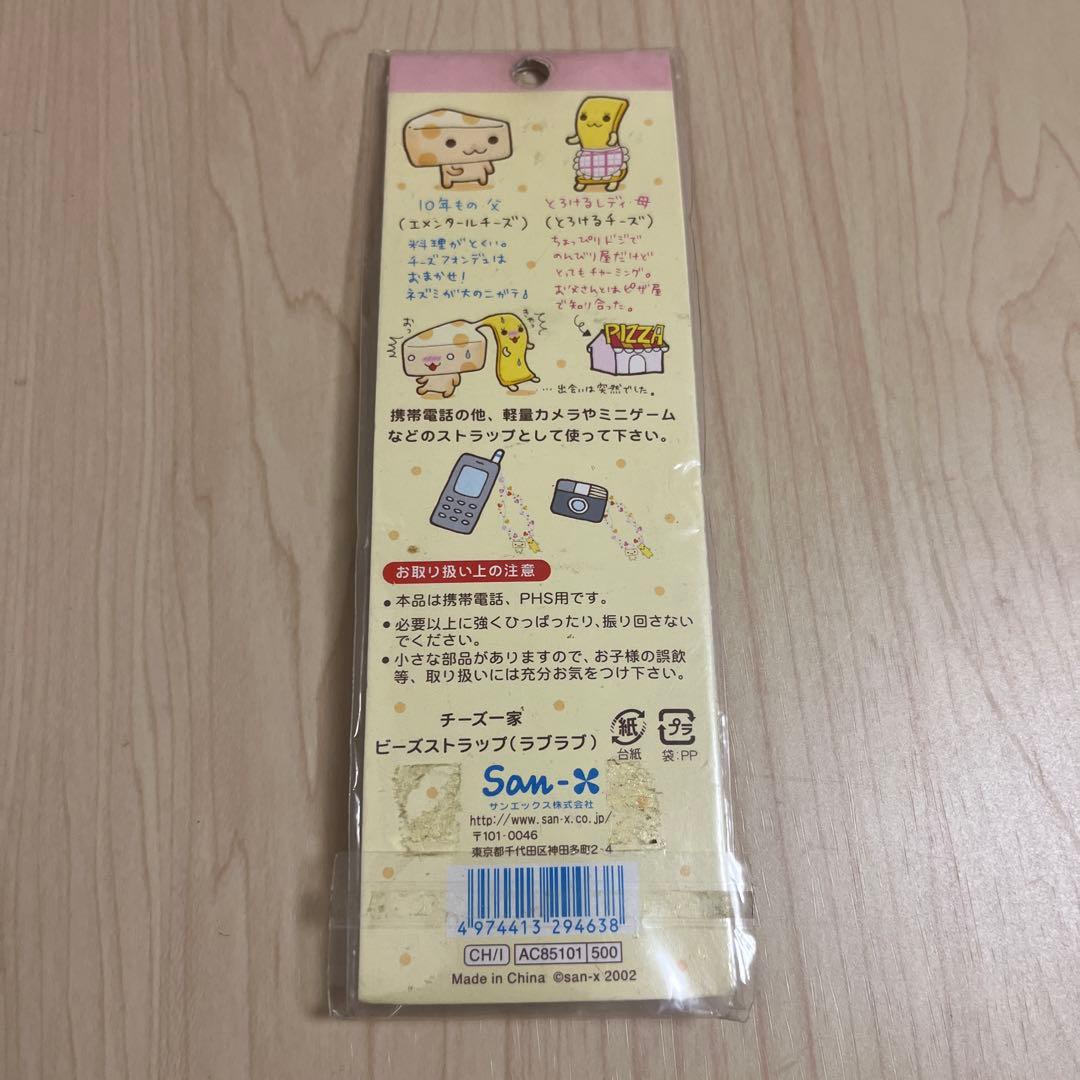 10年もの 父
(エメンタールチーズ)
料理がとくい。
チーズフォンデュは
おまかせ!
ネズミが大のニガテ♪
とろけるレディ 母
(とろけるチーズ)
ちょっぴりドジで
のんびり屋だけど
とってもチャーミング。
お父さんとはピザ屋
で知り合った。
おっ
きゃっ
PIZZA
…出合いは突然でした。
携帯電話の他、軽量カメラやミニゲーム
などのストラップとして使って下さい。
お取り扱い上の注意
●本品は携帯電話、PHS用です。
●必要以上に強くひっぱったり、振り回さない
でください。
●小さな部品がありますので、お子様の誤飲
等、取り扱いには充分お気をつけ下さい。
チーズ一家
ビーズストラップ(ラブラブ)
紙
台紙
プラ
袋:PP
San-X
サンエックス株式会社
http://www.san-x.co.jp/
〒101-0046
東京都千代田区神田多町2-4
4 974413 294638
CH/I AC85101 500
Made in China ©san-x 2002